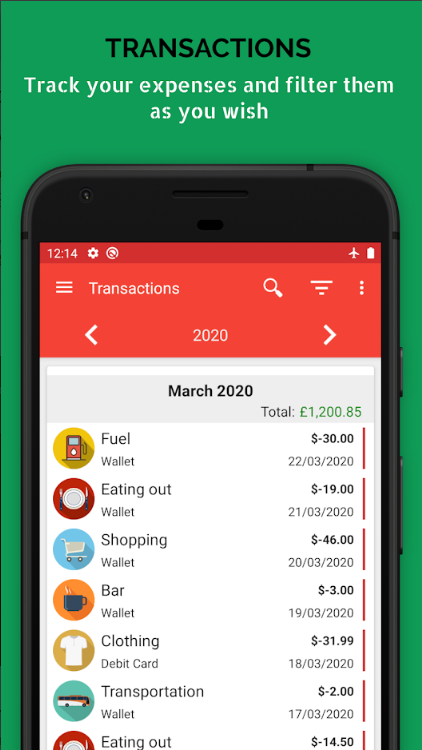 TRANSACTIONS
Track your expenses and filter them
as you wish
12:14
Transactions
2020
March 2020
Total: £1,200.85
Fuel $-30.00
Wallet 22/03/2020
Eating out $-19.00
Wallet 21/03/2020
Shopping $-46.00
Wallet 20/03/2020
Bar $-3.00
Wallet 19/03/2020
Clothing $-31.99
Debit Card 18/03/2020
Transportation $-2.00
Wallet 17/03/2020
Eating out $-14.50